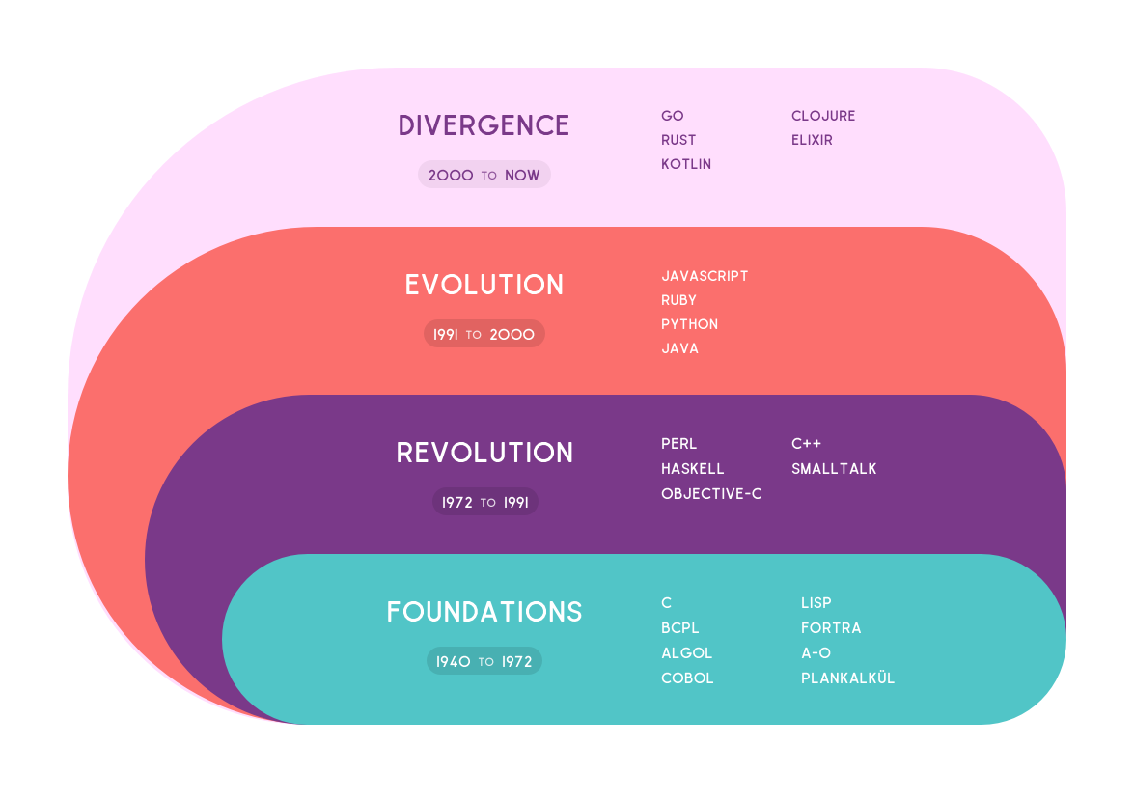 DIVERGENCE
2000 TO NOW
GO
RUST
KOTLIN
CLOJURE
ELIXIR
EVOLUTION
1991 TO 2000
JAVASCRIPT
RUBY
PYTHON
JAVA
REVOLUTION
1972 TO 1991
PERL
HASKELL
OBJECTIVE-C
C++
SMALLTALK
FOUNDATIONS
1940 TO 1972
C
BCPL
ALGOL
COBOL
LISP
FORTRA
A-O
PLANKALKÜL